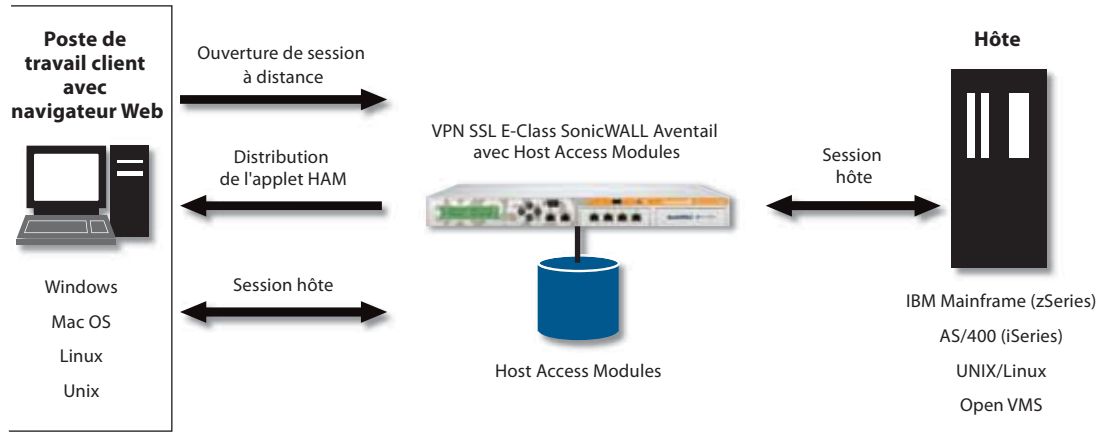 Poste de
travail client
avec
navigateur Web
Windows
Mac OS
Linux
Unix
Ouverture de session
à distance
Distribution
de l'applet HAM
Session hôte
VPN SSL E-Class SonicWALL Aventail
avec Host Access Modules
Host Access Modules
Session
hôte
Hôte
IBM Mainframe (zSeries)
AS/400 (iSeries)
UNIX/Linux
Open VMS